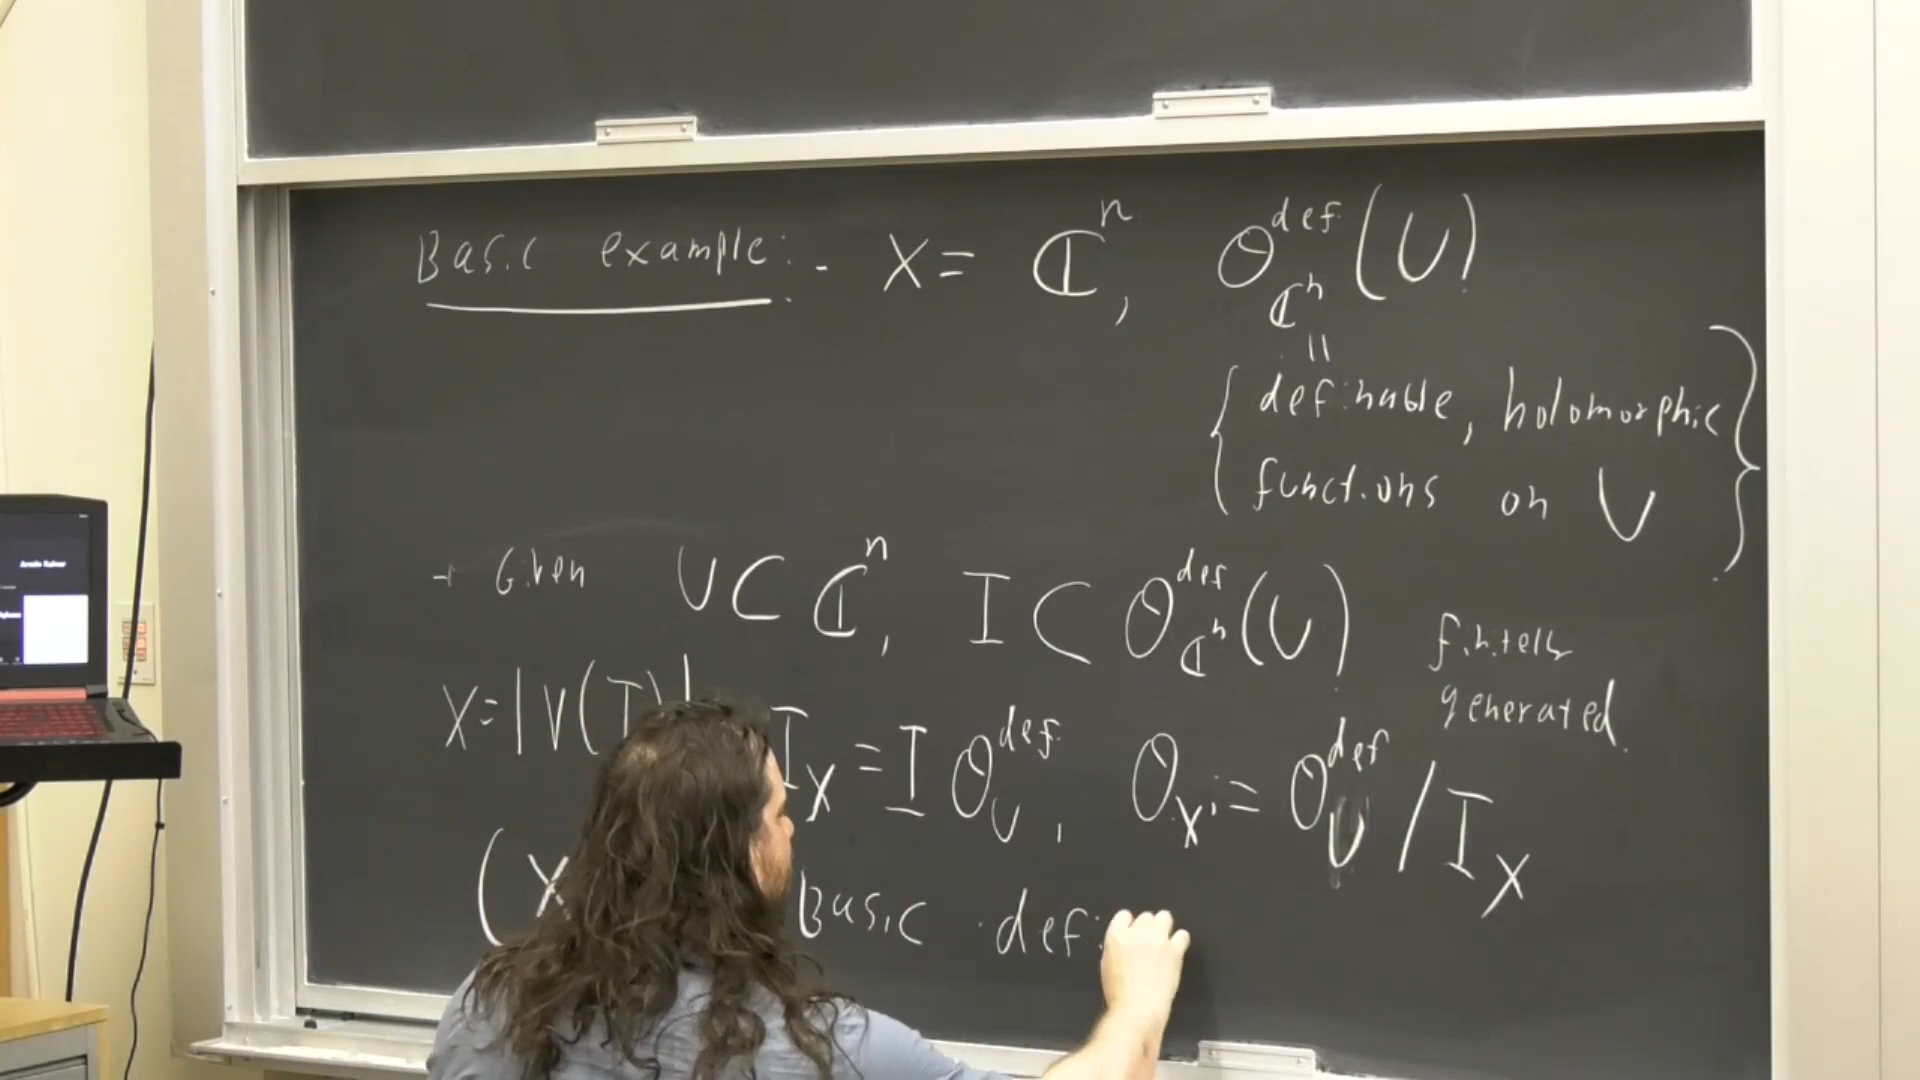 Basic example: - X = ℂⁿ, 𝒪^def_ℂⁿ (U)
||
{ definable, holomorphic
functions on U }
+ Given U ⊂ ℂⁿ, I ⊂ 𝒪^def_ℂⁿ (U) finitely
generated.
X = |V(I)| I_X = I 𝒪^def_U, 𝒪_X := 𝒪^def_U / I_X
(X Basic defi